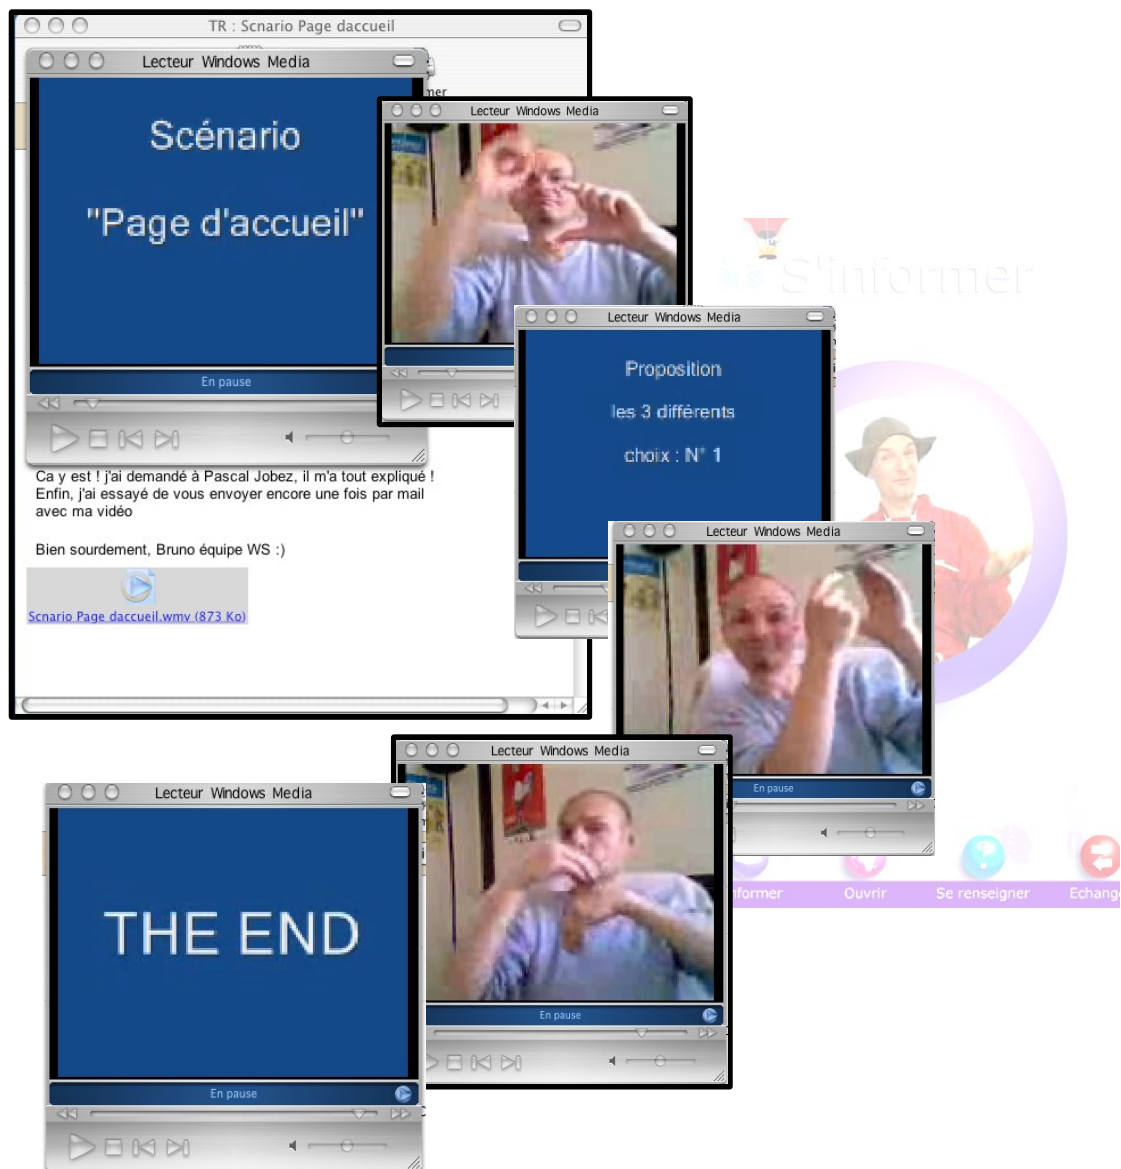 TR : Scnario Page daccueil
Lecteur Windows Media
mer
Scénario
"Page d'accueil"
En pause
Lecteur Windows Media
Lecteur Windows Media
Proposition
les 3 différents
choix : N° 1
S'informer
Ca y est ! j'ai demandé à Pascal Jobez, il m'a tout expliqué !
Enfin, j'ai essayé de vous envoyer encore une fois par mail
avec ma vidéo
Bien sourdement, Bruno équipe WS :)
Scnario Page daccueil.wmv (873 Ko)
Lecteur Windows Media
En pause
Lecteur Windows Media
En pause
Lecteur Windows Media
THE END
En pause
nformer
Ouvrir
Se renseigner
Echang